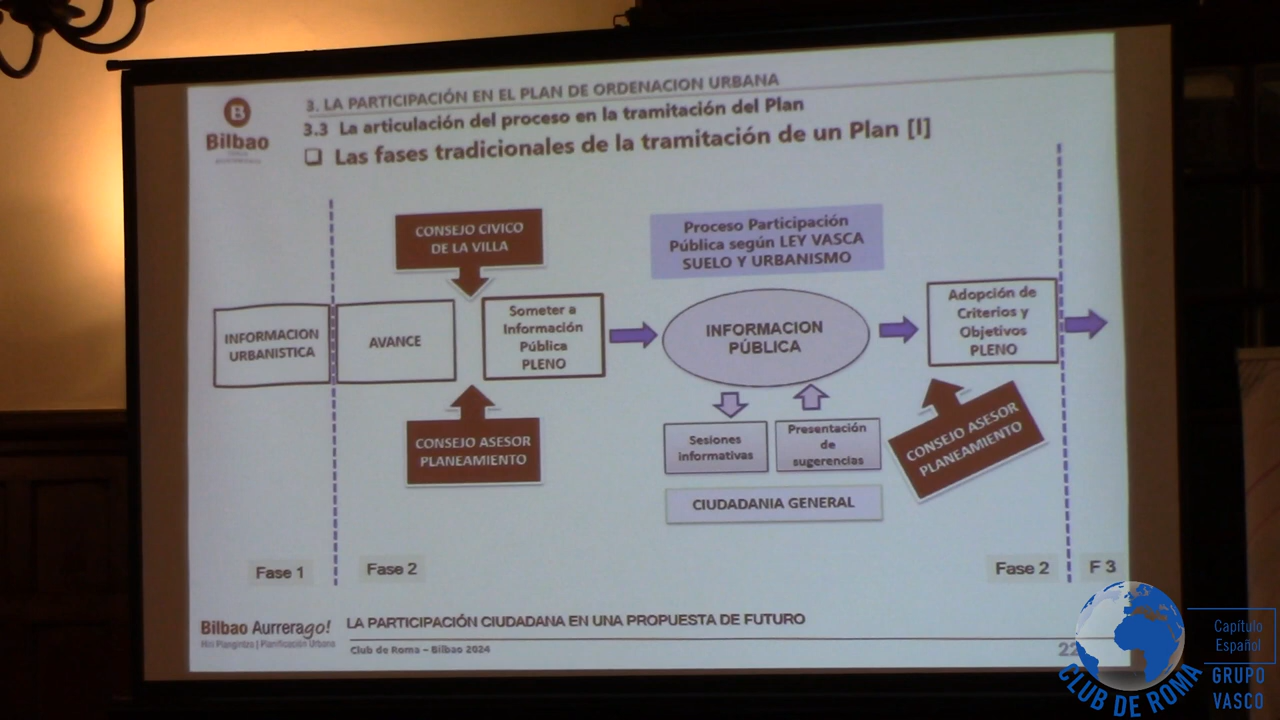 3. LA PARTICIPACIÓN EN EL PLAN DE ORDENACION URBANA
3.3 La articulación del proceso en la tramitación del Plan
❑ Las fases tradicionales de la tramitación de un Plan [I]
B
Bilbao
CONSEJO CIVICO
DE LA VILLA
Proceso Participación
Pública según LEY VASCA
SUELO Y URBANISMO
INFORMACION
URBANISTICA
AVANCE
Someter a
Información
Pública
PLENO
INFORMACION
PÚBLICA
Adopción de
Criterios y
Objetivos
PLENO
CONSEJO ASESOR
PLANEAMIENTO
Sesiones
informativas
Presentación
de
sugerencias
CONSEJO ASESOR
PLANEAMIENTO
CIUDADANIA GENERAL
Fase 1
Fase 2
Fase 2
F 3
Bilbao Aurrerago!
Hiri Plangintza | Planificación Urbana
LA PARTICIPACIÓN CIUDADANA EN UNA PROPUESTA DE FUTURO
Club de Roma – Bilbao 2024
22
CLUB DE ROMA
Capítulo
Español
GRUPO
VASCO